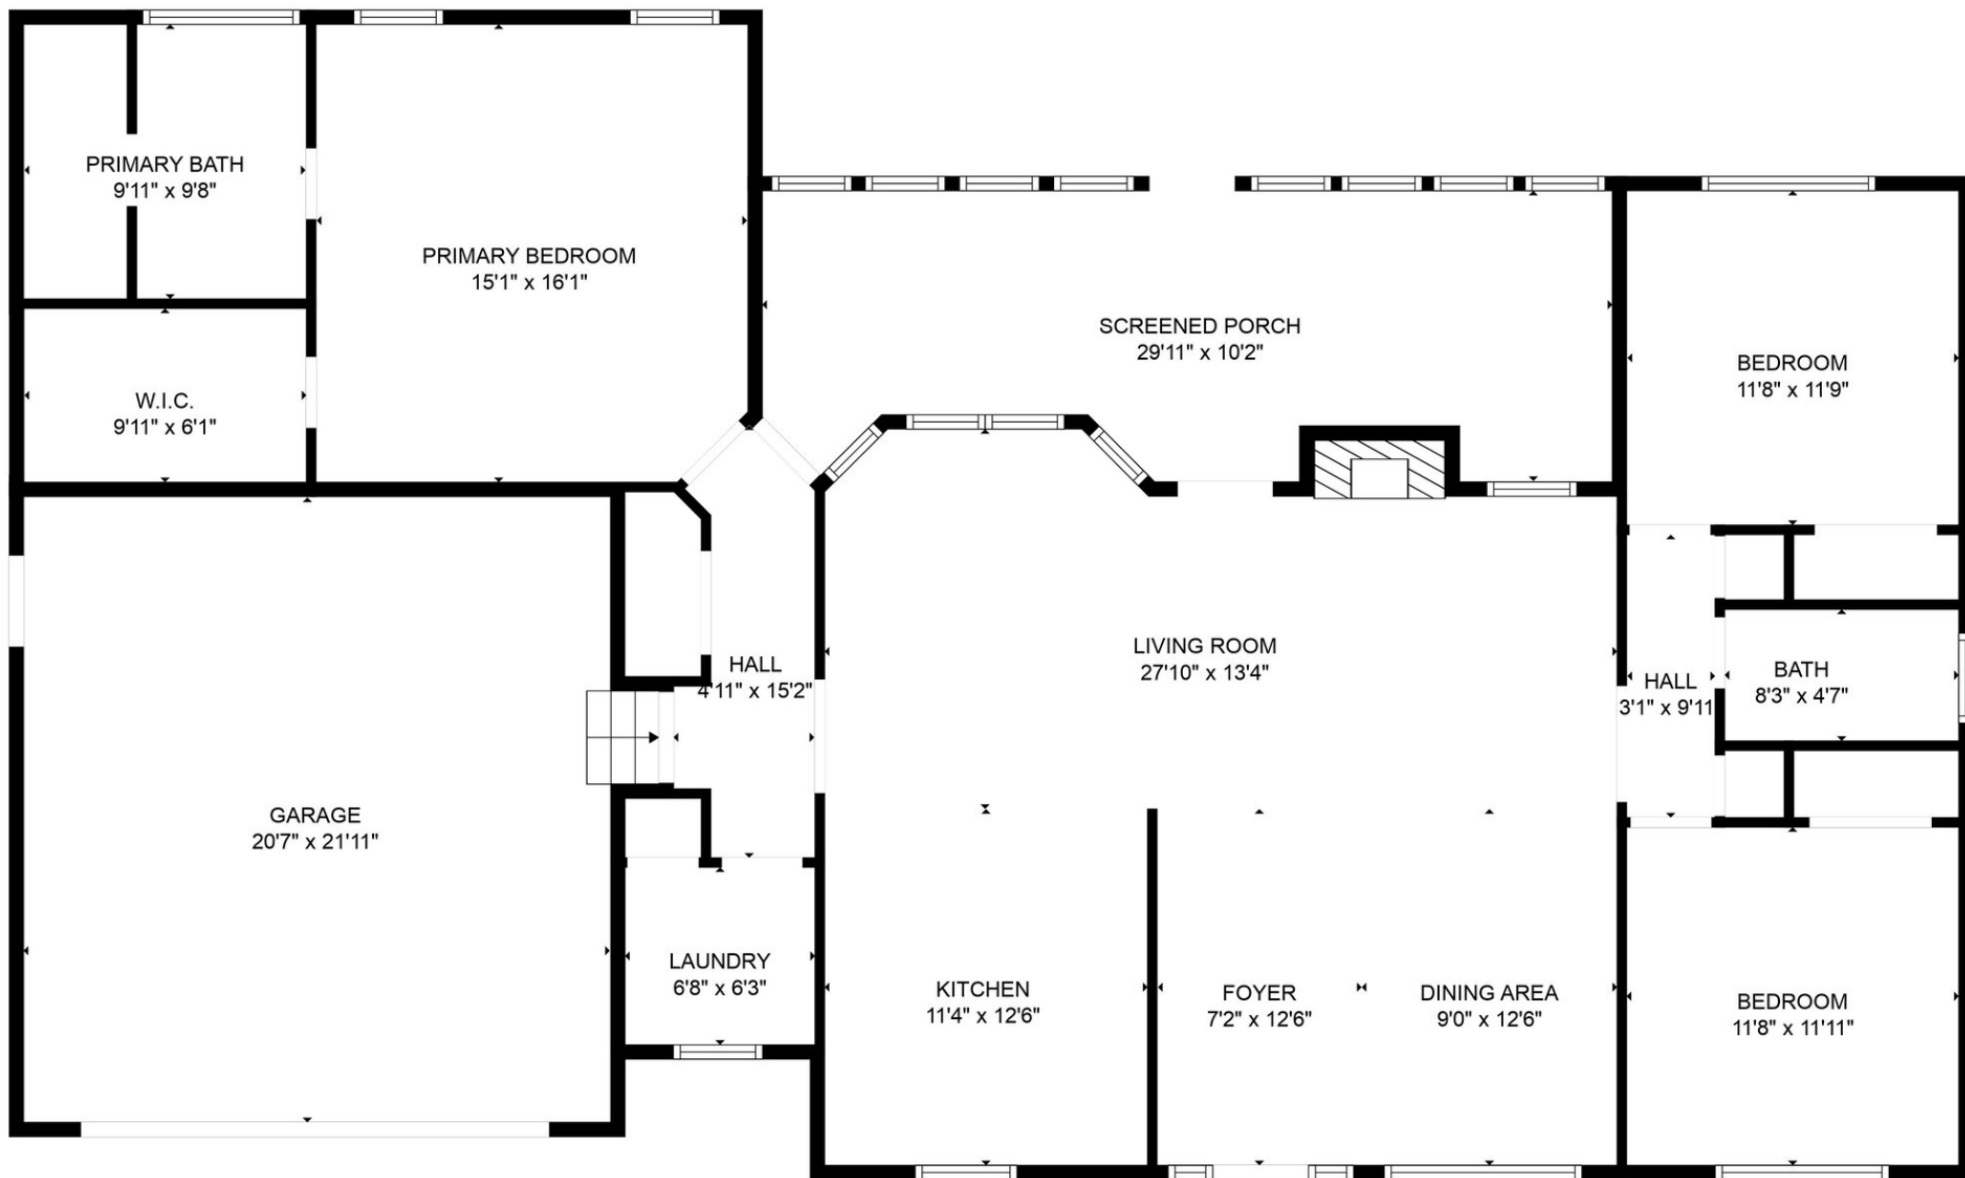 PRIMARY BATH
9'11" x 9'8"
PRIMARY BEDROOM
15'1" x 16'1"
SCREENED PORCH
29'11" x 10'2"
BEDROOM
11'8" x 11'9"
W.I.C.
9'11" x 6'1"
LIVING ROOM
27'10" x 13'4"
HALL
4'11" x 15'2"
HALL
3'1" x 9'11
BATH
8'3" x 4'7"
GARAGE
20'7" x 21'11"
LAUNDRY
6'8" x 6'3"
KITCHEN
11'4" x 12'6"
FOYER
7'2" x 12'6"
DINING AREA
9'0" x 12'6"
BEDROOM
11'8" x 11'11"